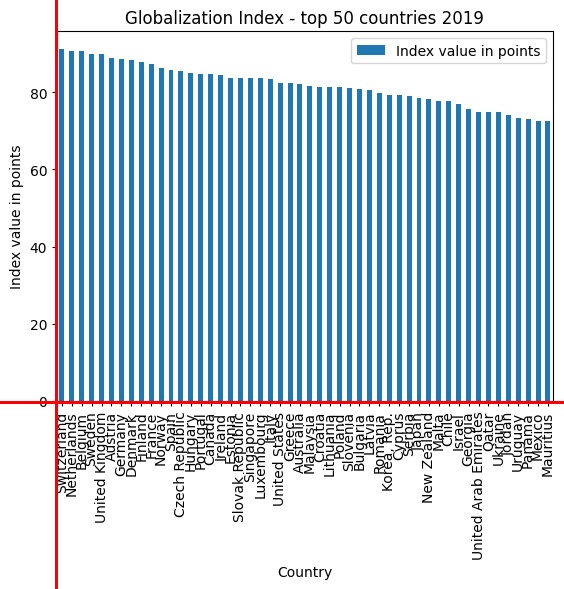 Globalization Index - top 50 countries 2019
Index value in points
Index value in points
80
60
40
20
0
Switzerland
Netherlands
Belgium
Sweden
United Kingdom
Austria
Germany
Denmark
Finland
France
Norway
Spain
Czech Republic
Hungary
Portugal
Canada
Ireland
Estonia
Slovak Republic
Singapore
Luxembourg
Italy
United States
Greece
Australia
Malaysia
Croatia
Lithuania
Poland
Slovenia
Bulgaria
Latvia
Romania
Korea, Rep.
Cyprus
Serbia
Japan
New Zealand
Malta
Chile
Israel
Georgia
United Arab Emirates
Qatar
Ukraine
Jordan
Uruguay
Panama
Mexico
Mauritius
Country